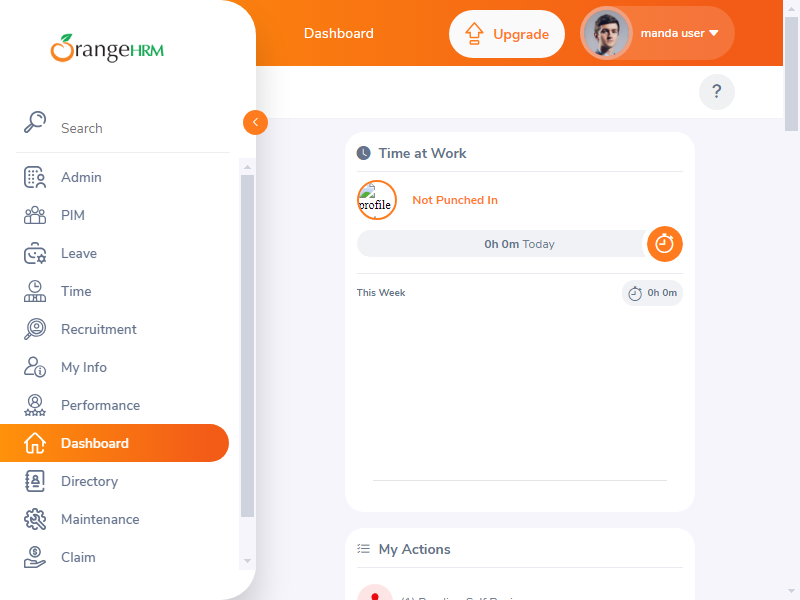 OrangeHRM
Search
Admin
PIM
Leave
Time
Recruitment
My Info
Performance
Dashboard
Directory
Maintenance
Claim
Dashboard
Upgrade
manda user
?
Time at Work
profile
Not Punched In
0h 0m Today
This Week
0h 0m
My Actions